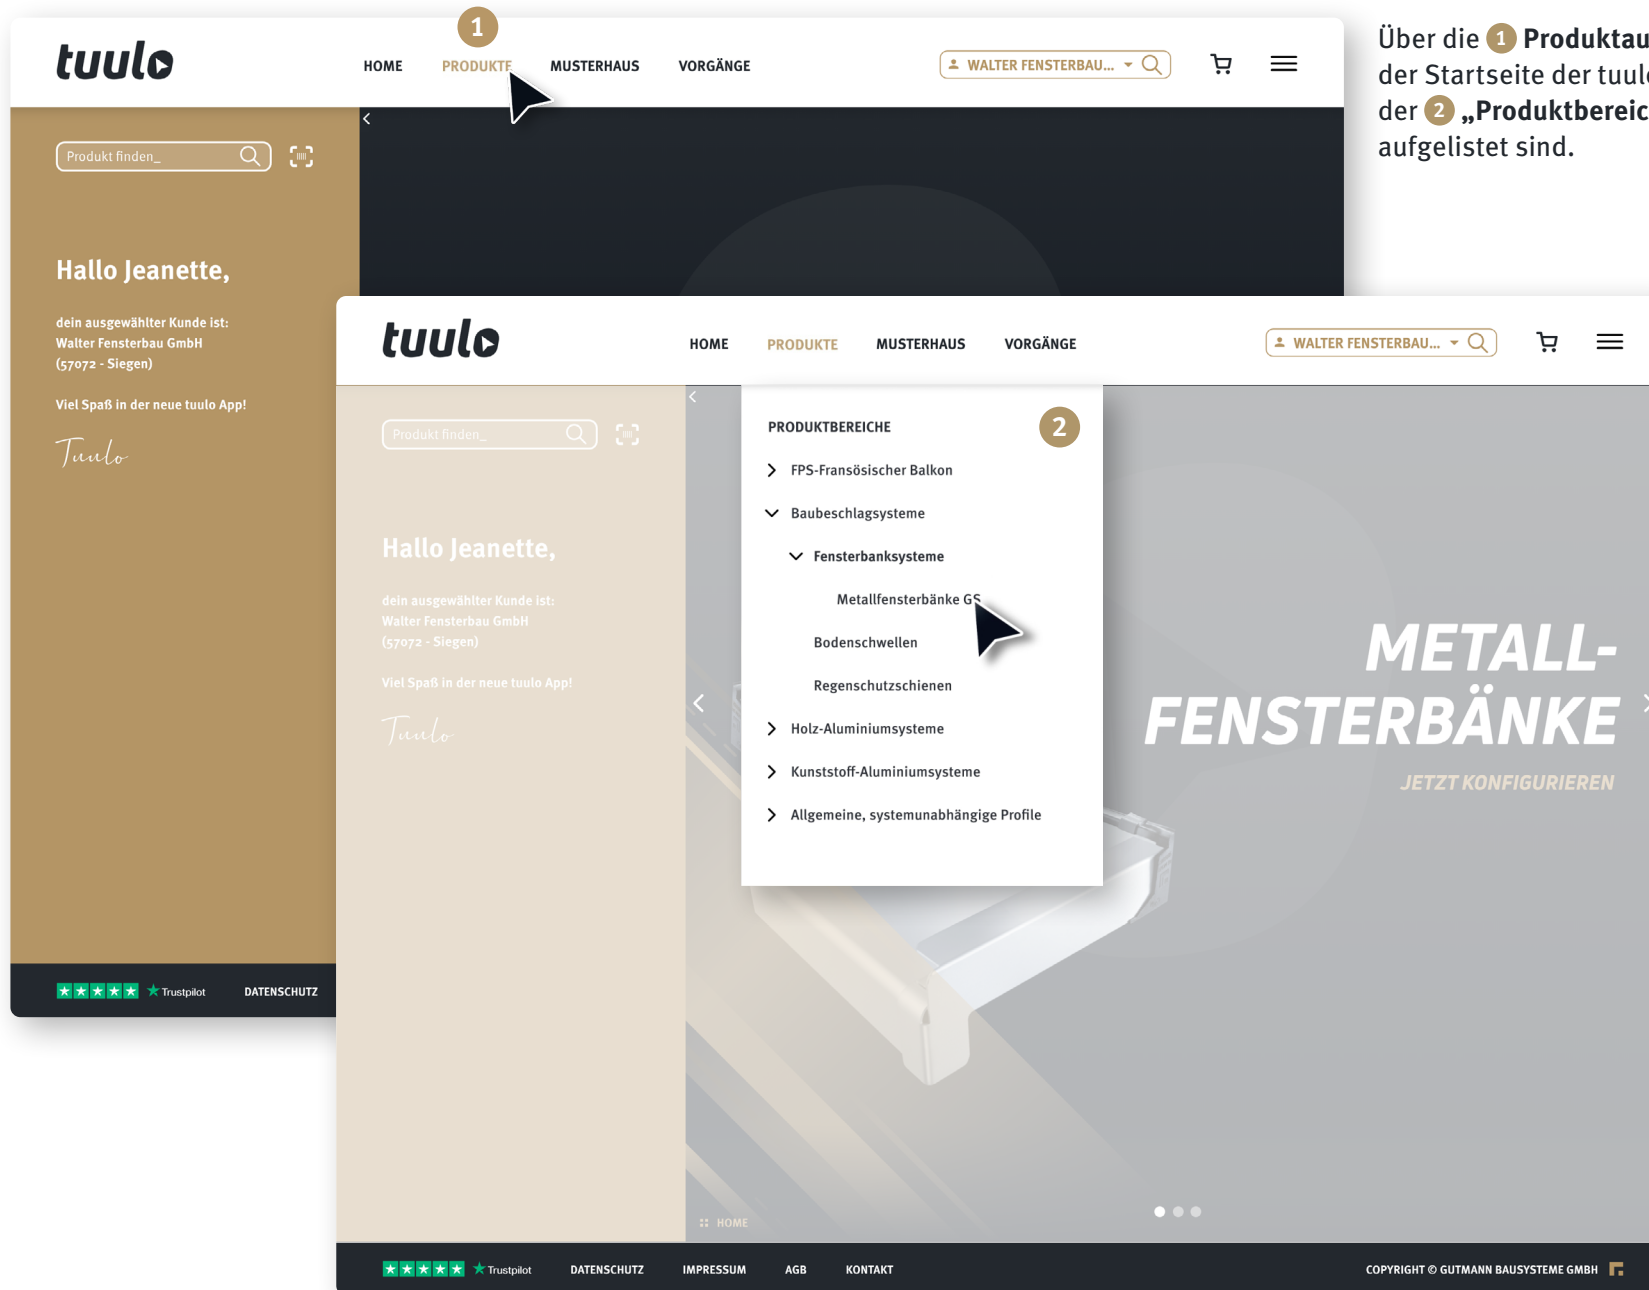 1
tuulo
HOME PRODUKTE MUSTERHAUS VORGÄNGE
WALTER FENSTERBAU...
Produkt finden_
Hallo Jeanette,
dein ausgewählter Kunde ist:
Walter Fensterbau GmbH
(57072 - Siegen)
Viel Spaß in der neue tuulo App!
Tuulo
Trustpilot DATENSCHUTZ
Über die 1 Produktau
der Startseite der tuul
der 2 „Produktbereic
aufgelistet sind.
tuulo
HOME PRODUKTE MUSTERHAUS VORGÄNGE
WALTER FENSTERBAU...
Produkt finden_
Hallo Jeanette,
dein ausgewählter Kunde ist:
Walter Fensterbau GmbH
(57072 - Siegen)
Viel Spaß in der neue tuulo App!
Tuulo
PRODUKTBEREICHE 2
FPS-Fransösischer Balkon
Baubeschlagsysteme
Fensterbanksysteme
Metallfensterbänke GS
Bodenschwellen
Regenschutzschienen
Holz-Aluminiumsysteme
Kunststoff-Aluminiumsysteme
Allgemeine, systemunabhängige Profile
METALL-
FENSTERBÄNKE
JETZT KONFIGURIEREN
HOME
Trustpilot DATENSCHUTZ IMPRESSUM AGB KONTAKT COPYRIGHT © GUTMANN BAUSYSTEME GMBH